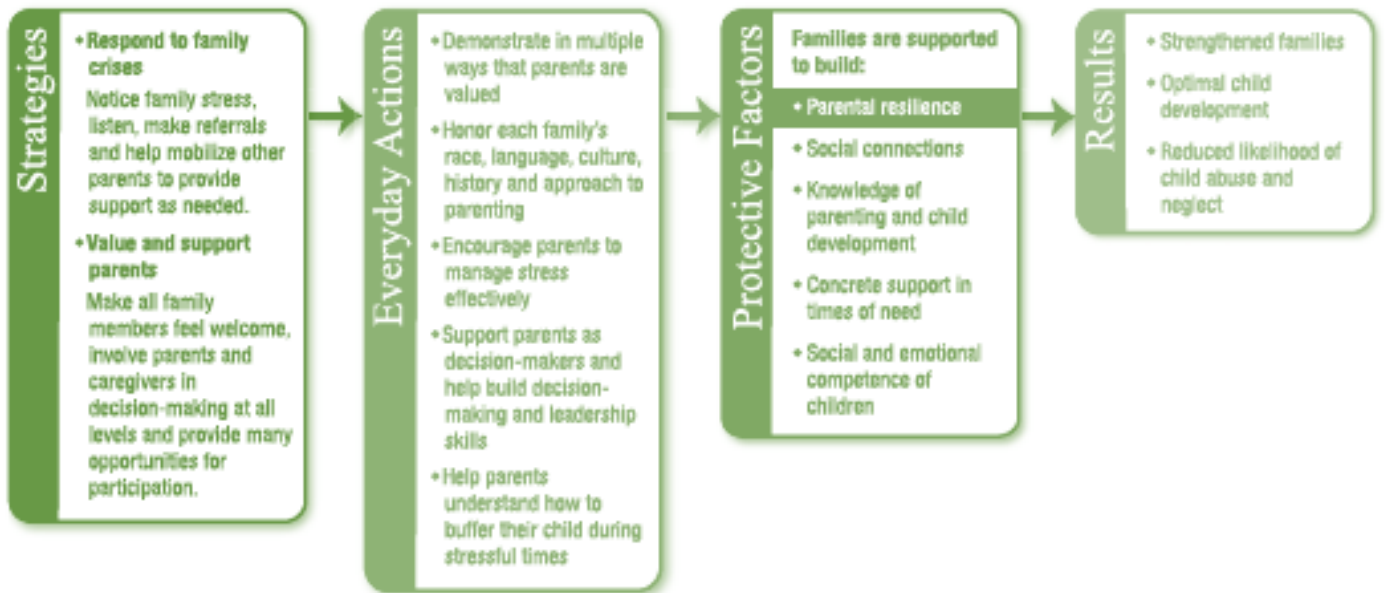 Strategies
• Respond to family
crises
Notice family stress,
listen, make referrals
and help mobilize other
parents to provide
support as needed.
• Value and support
parents
Make all family
members feel welcome,
involve parents and
caregivers in
decision-making at all
levels and provide many
opportunities for
participation.
Everyday Actions
• Demonstrate in multiple
ways that parents are
valued
• Honor each family's
race, language, culture,
history and approach to
parenting
• Encourage parents to
manage stress
effectively
• Support parents as
decision-makers and
help build decision-
making and leadership
skills
• Help parents
understand how to
buffer their child during
stressful times
Protective Factors
Families are supported
to build:
• Parental resilience
• Social connections
• Knowledge of
parenting and child
development
• Concrete support in
times of need
• Social and emotional
competence of
children
Results
• Strengthened families
• Optimal child
development
• Reduced likelihood of
child abuse and
neglect